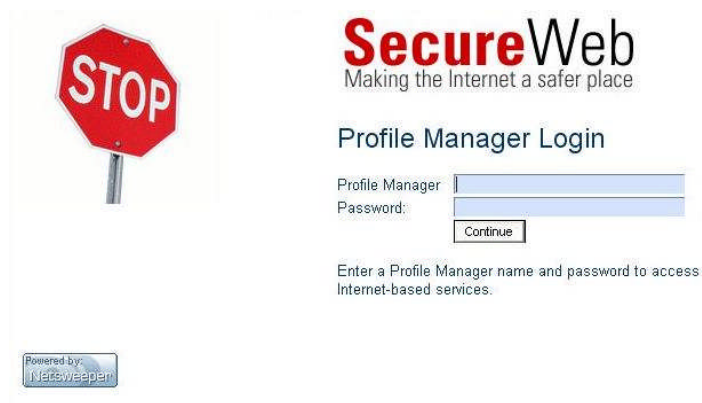 STOP
SecureWeb
Making the Internet a safer place
Profile Manager Login
Profile Manager
Password:
Continue
Enter a Profile Manager name and password to access
Internet-based services.
Powered by:
Netsweeper